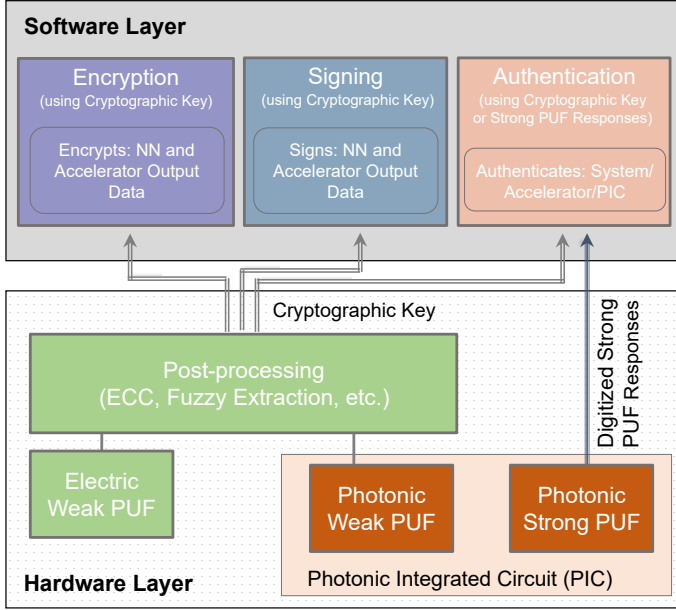 Software Layer
Encryption
(using Cryptographic Key)
Encrypts: NN and
Accelerator Output
Data
Signing
(using Cryptographic Key)
Signs: NN and
Accelerator Output
Data
Authentication
(using Cryptographic Key
or Strong PUF Responses)
Authenticates: System/
Accelerator/PIC
Cryptographic Key
Digitized Strong
PUF Responses
Post-processing
(ECC, Fuzzy Extraction, etc.)
Electric
Weak PUF
Photonic
Weak PUF
Photonic
Strong PUF
Photonic Integrated Circuit (PIC)
Hardware Layer